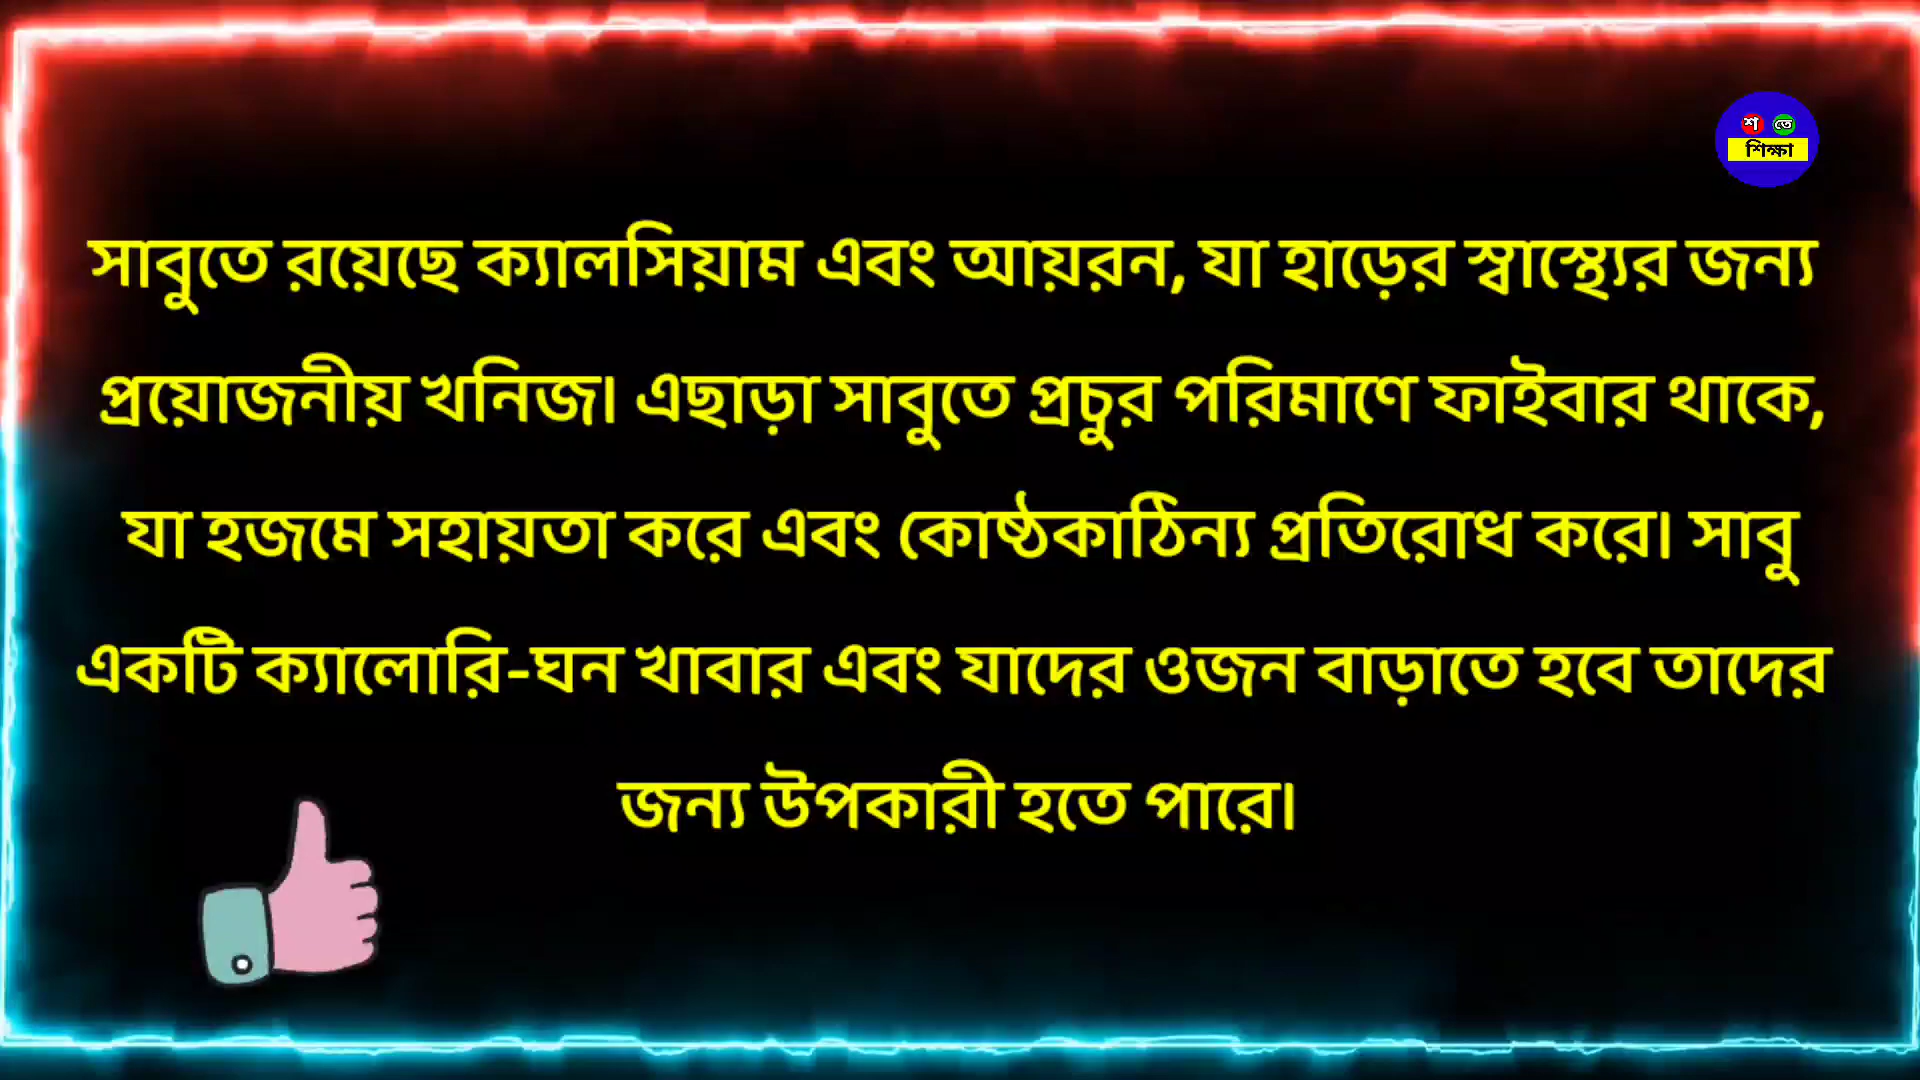 শ তে
শিক্ষা
সাবুতে রয়েছে ক্যালসিয়াম এবং আয়রন, যা হাড়ের স্বাস্থ্যের জন্য
প্রয়োজনীয় খনিজ। এছাড়া সাবুতে প্রচুর পরিমাণে ফাইবার থাকে,
যা হজমে সহায়তা করে এবং কোষ্ঠকাঠিন্য প্রতিরোধ করে। সাবু
একটি ক্যালোরি-ঘন খাবার এবং যাদের ওজন বাড়াতে হবে তাদের
জন্য উপকারী হতে পারে।